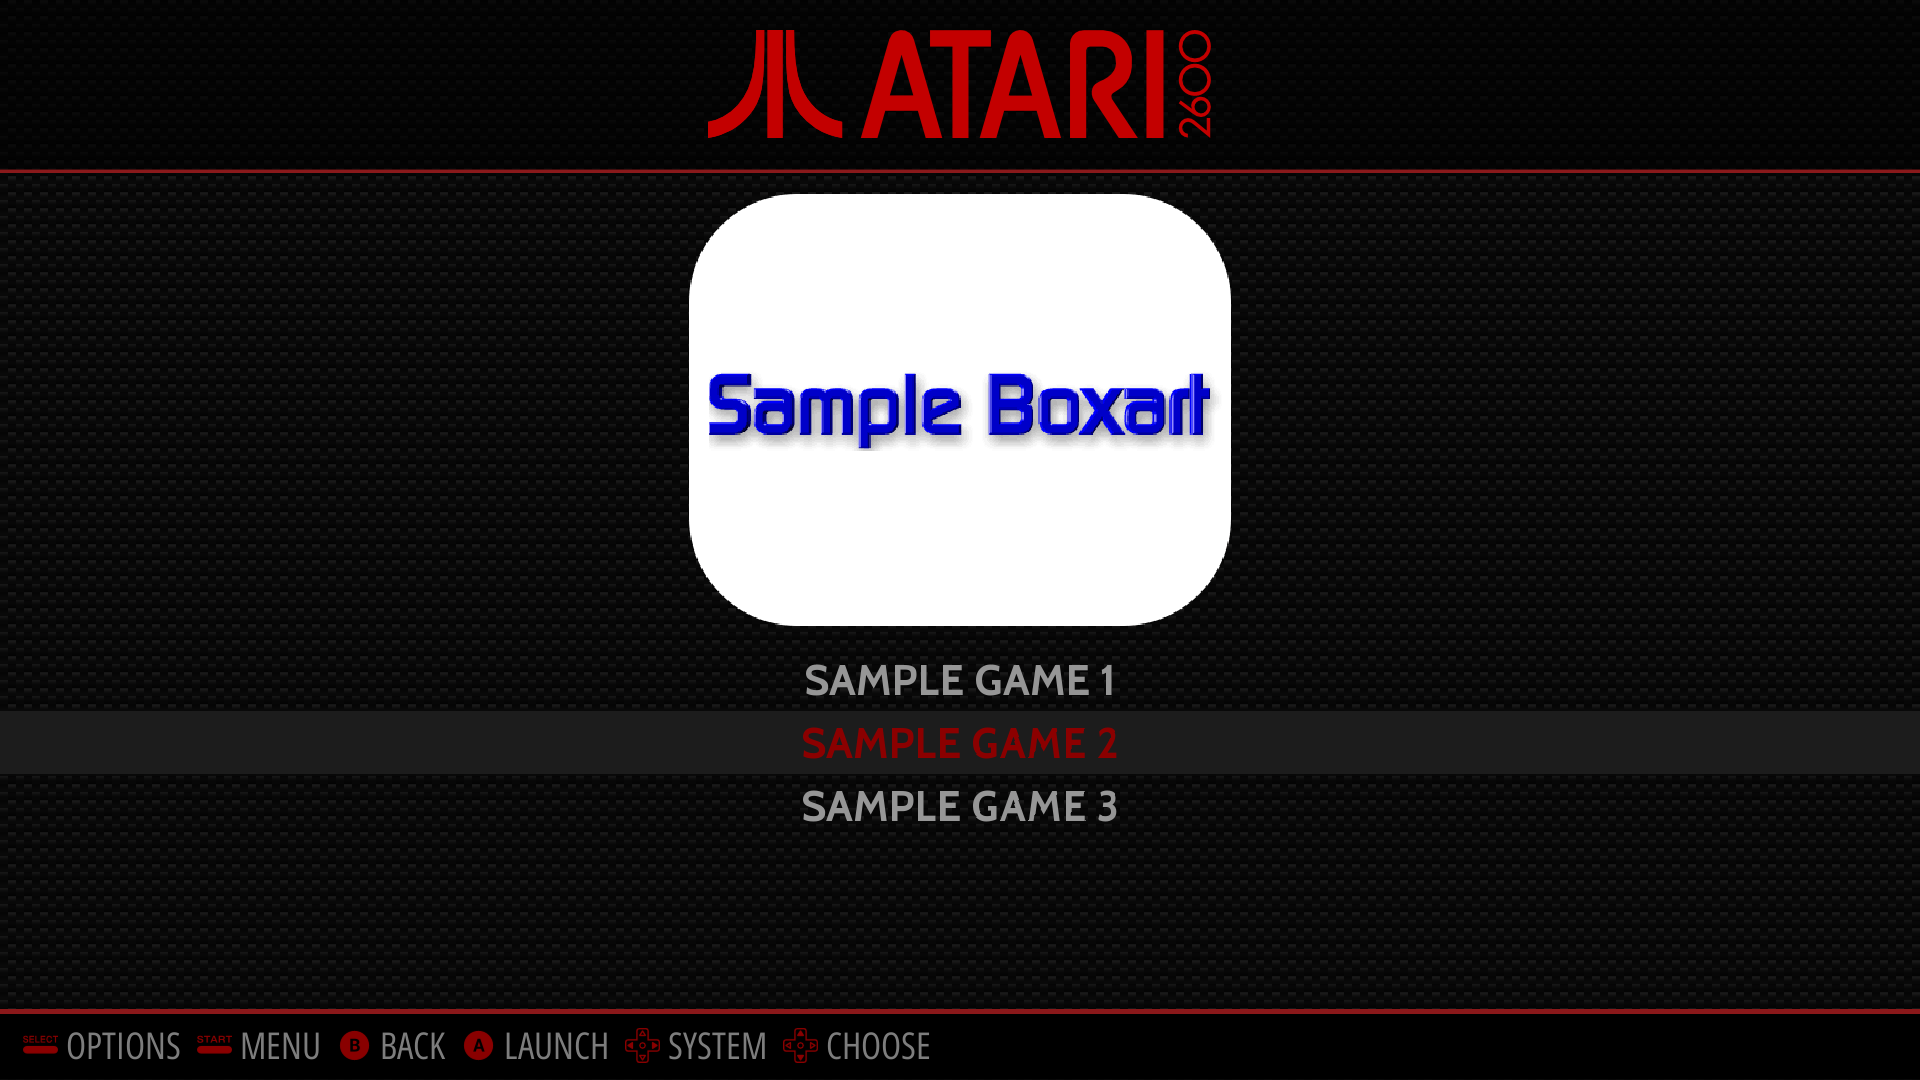 ATARI 2600
Sample Boxart
SAMPLE GAME 1
SAMPLE GAME 2
SAMPLE GAME 3
SELECT OPTIONS START MENU B BACK A LAUNCH SYSTEM CHOOSE